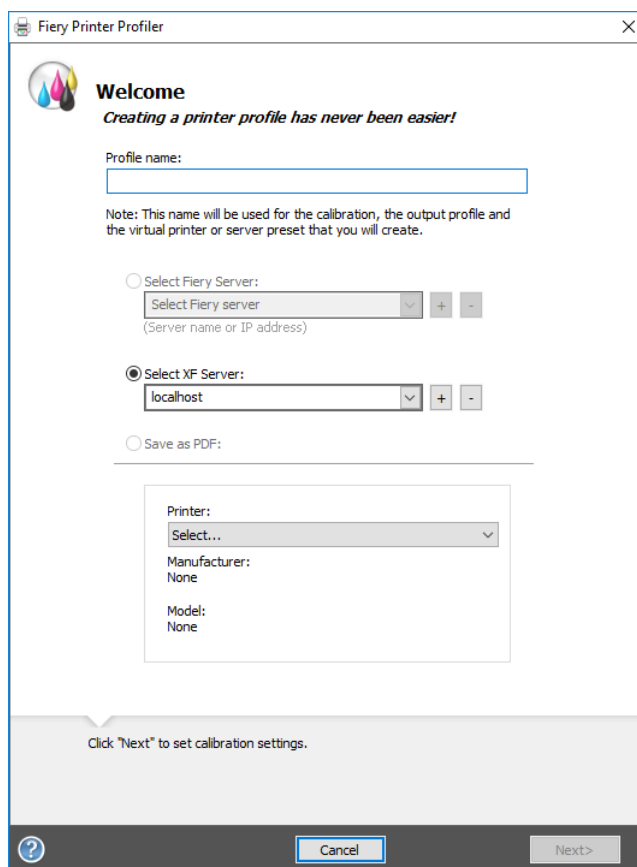 Fiery Printer Profiler
Welcome
Creating a printer profile has never been easier!
Profile name:
Note: This name will be used for the calibration, the output profile and
the virtual printer or server preset that you will create.
Select Fiery Server:
Select Fiery server
+ -
(Server name or IP address)
Select XF Server:
localhost
+ -
Save as PDF:
Printer:
Select...
Manufacturer:
None
Model:
None
Click "Next" to set calibration settings.
?
Cancel
Next>